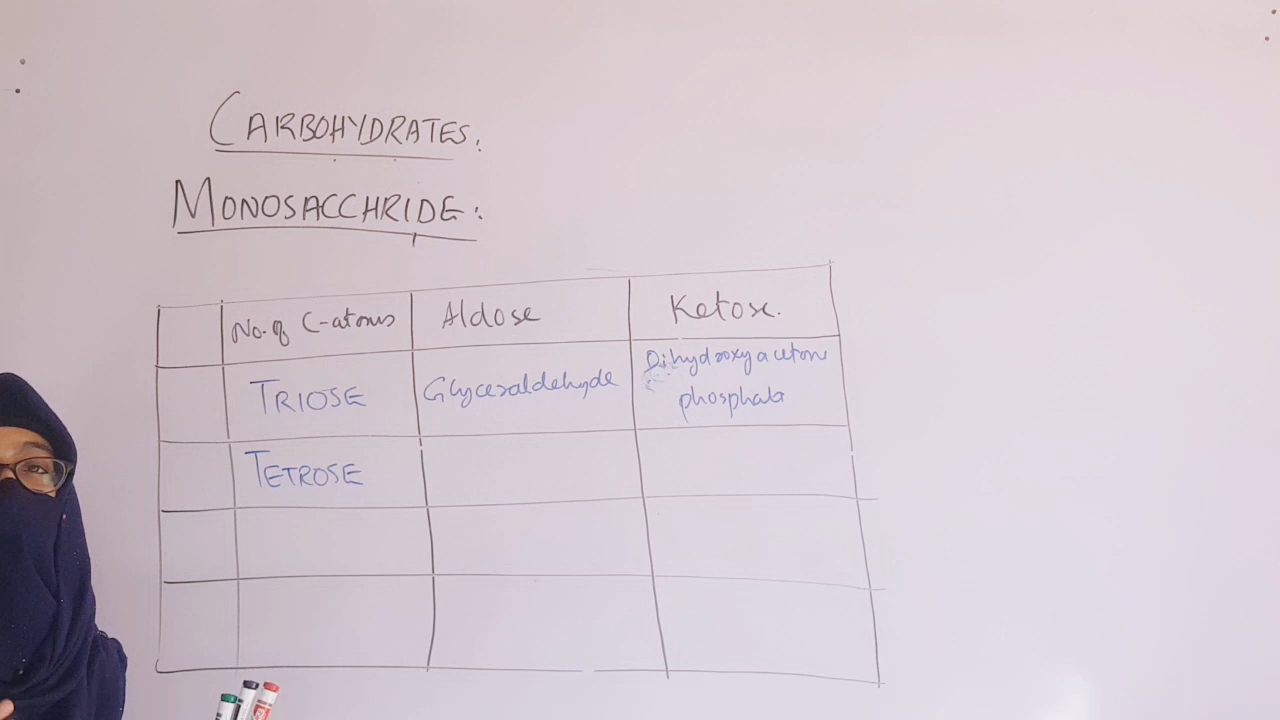 CARBOHYDRATES:
MONOSACCHRIDE:
No. of C-atoms Aldose Ketose.
TRIOSE Glyceraldehyde Dihydroxyacetone
phosphate
TETROSE